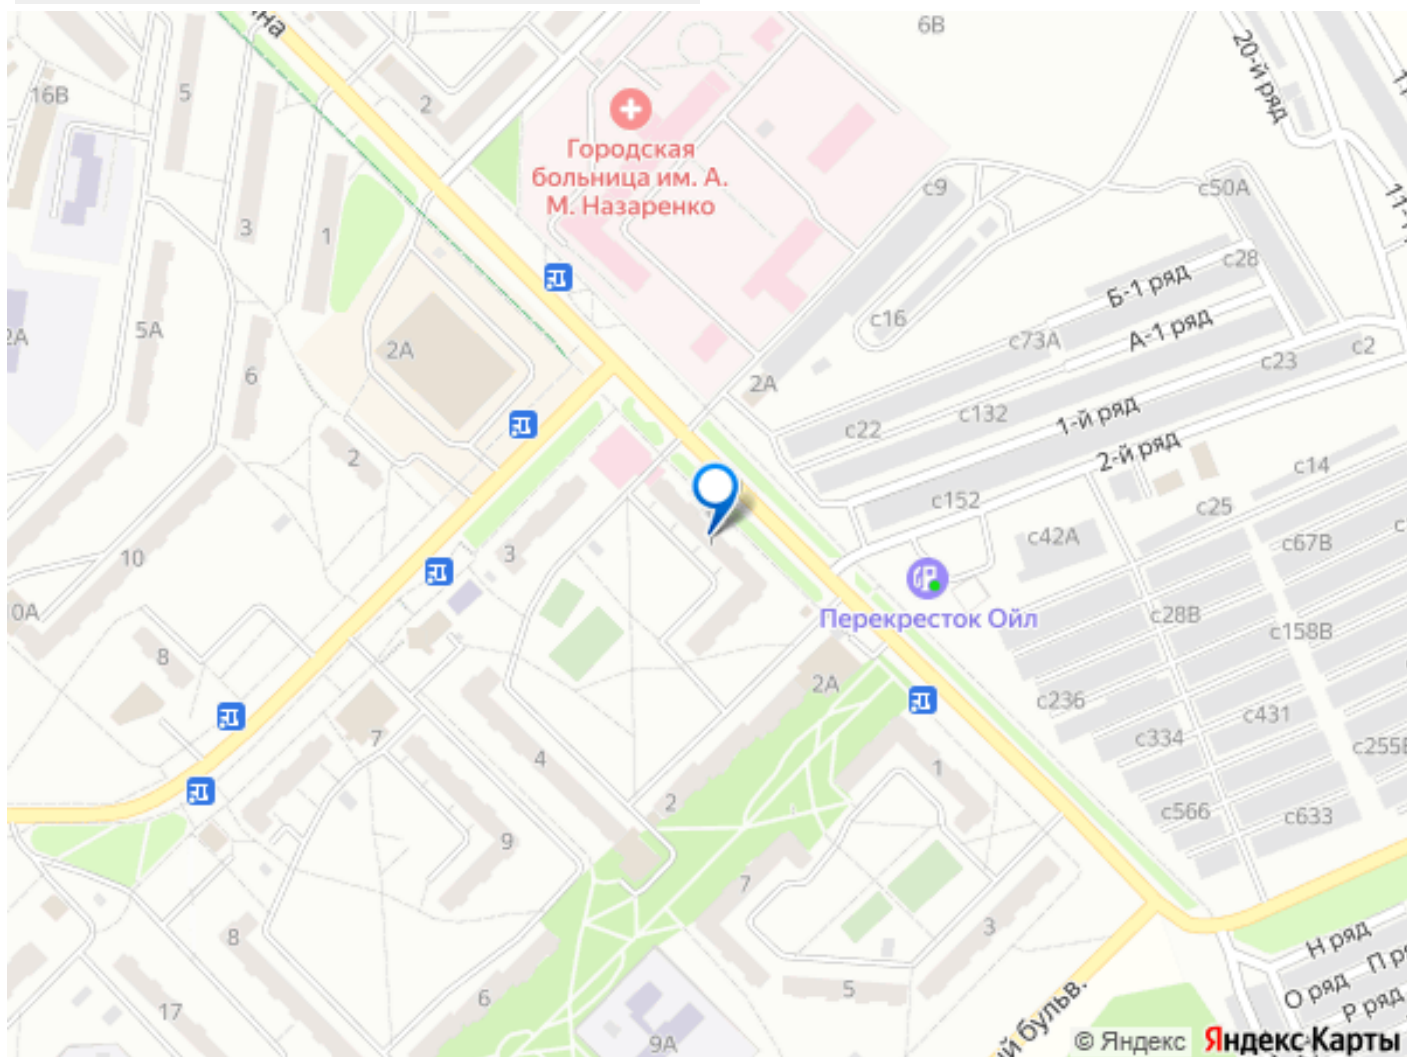 6В
20-й ряд
16В
5
2
Городская
больница им. А.
М. Назаренко
с9
с50А
3
1
с28
Б-1 ряд
с16
А-1 ряд
5А
с73А
2А
с2
с23
6
2А
с132
1-й ряд
с22
2
2-й ряд
с14
с152
с25
10
3
с42А
с67В
Перекресток Ойл
с28В
с158В
8
2А
с236
с431
с334
7
4
1
с255В
2
с566
с633
9
7
8
3
Н ряд
5
О ряд
Р ряд
17
6
9А
© Яндекс Яндекс Карты